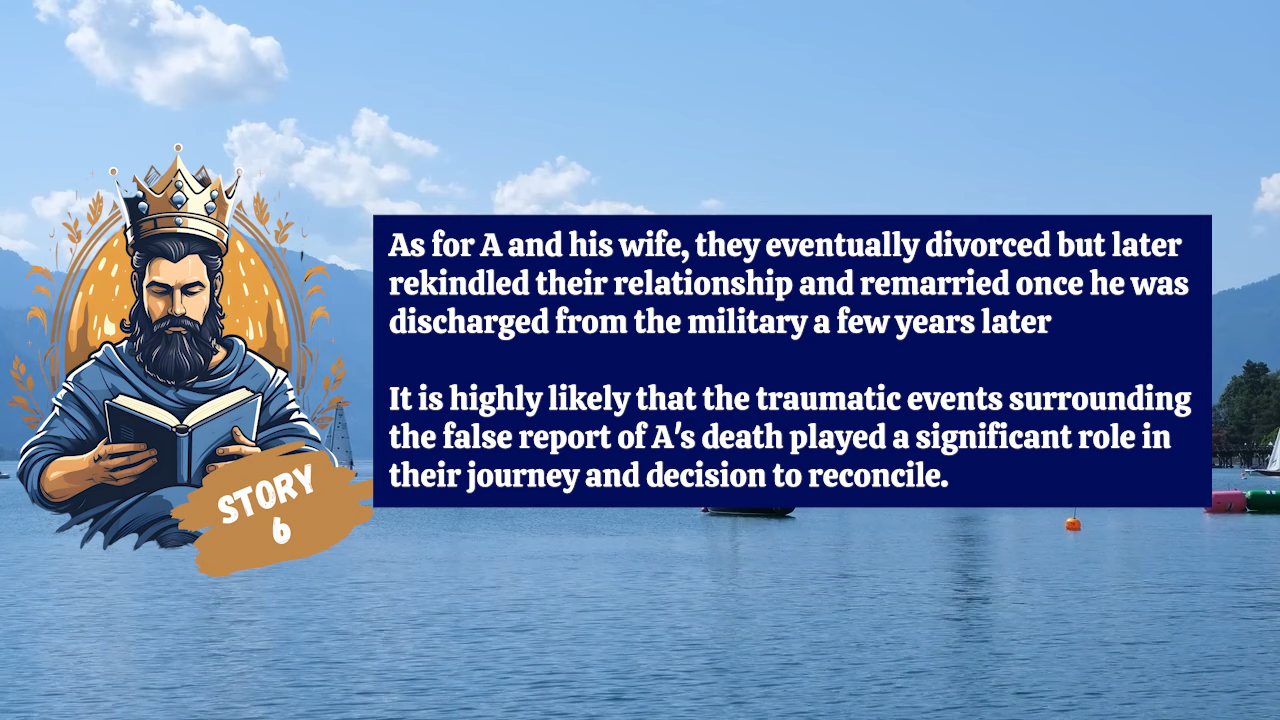 As for A and his wife, they eventually divorced but later
rekindled their relationship and remarried once he was
discharged from the military a few years later
It is highly likely that the traumatic events surrounding
the false report of A's death played a significant role in
their journey and decision to reconcile.
STORY
6